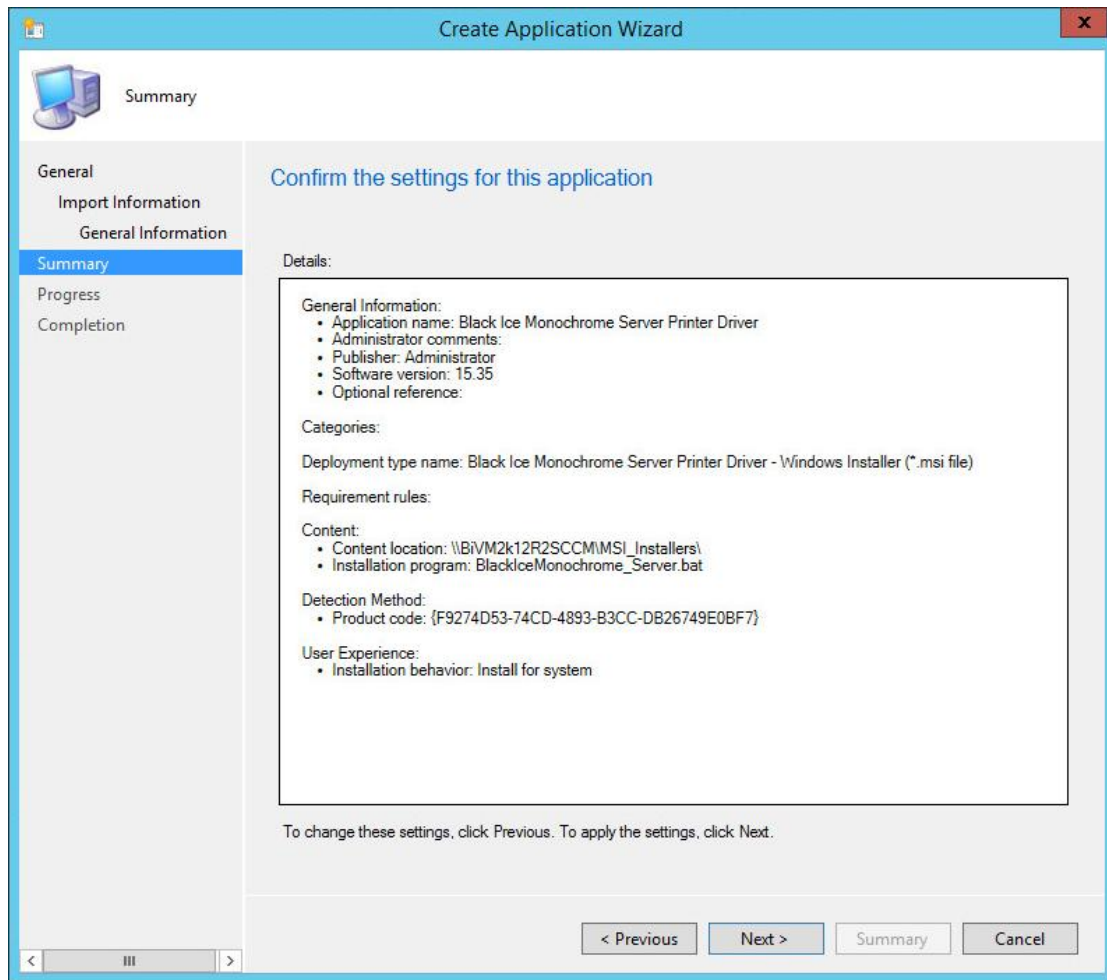 Create Application Wizard
x
Summary
General
Import Information
General Information
Summary
Progress
Completion
Confirm the settings for this application
Details:
General Information:
• Application name: Black Ice Monochrome Server Printer Driver
• Administrator comments:
• Publisher: Administrator
• Software version: 15.35
• Optional reference:
Categories:
Deployment type name: Black Ice Monochrome Server Printer Driver - Windows Installer (*.msi file)
Requirement rules:
Content:
• Content location: \\BiVM2k12R2SCCM\MSI_Installers\
• Installation program: BlackIceMonochrome_Server.bat
Detection Method:
• Product code: {F9274D53-74CD-4893-B3CC-DB26749E0BF7}
User Experience:
• Installation behavior: Install for system
To change these settings, click Previous. To apply the settings, click Next.
< Previous
Next >
Summary
Cancel